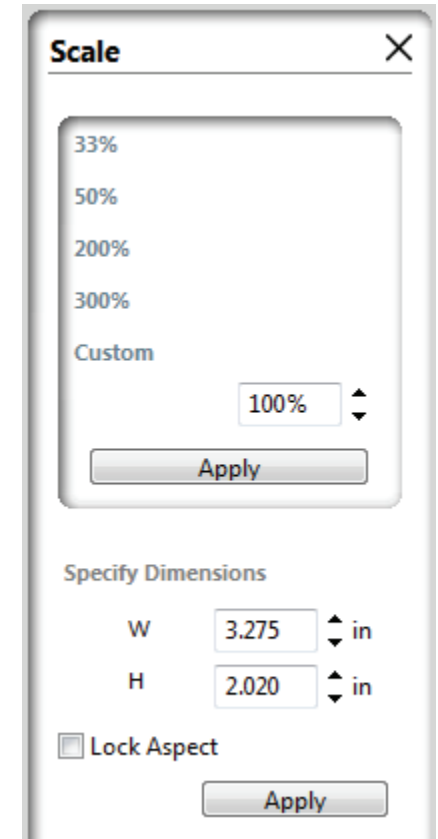 Scale
33%
50%
200%
300%
Custom
100%
Apply
Specify Dimensions
W 3.275 in
H 2.020 in
Lock Aspect
Apply